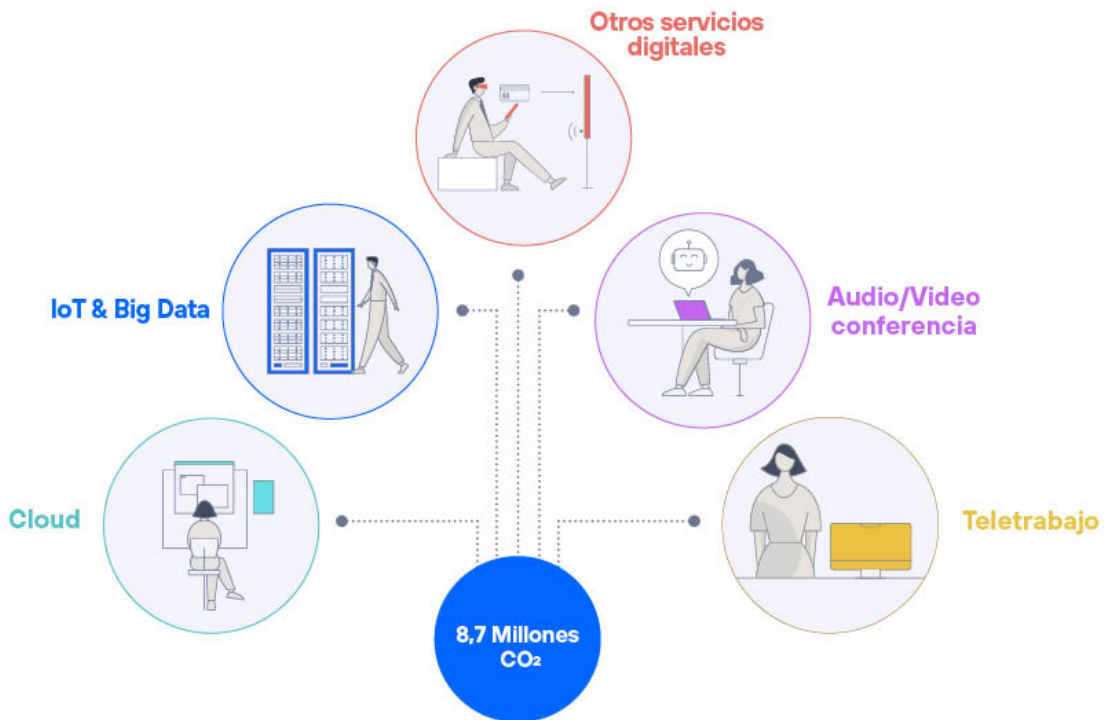 Otros servicios
digitales
IoT & Big Data
Audio/Video
conferencia
Cloud
Teletrabajo
8,7 Millones
CO₂